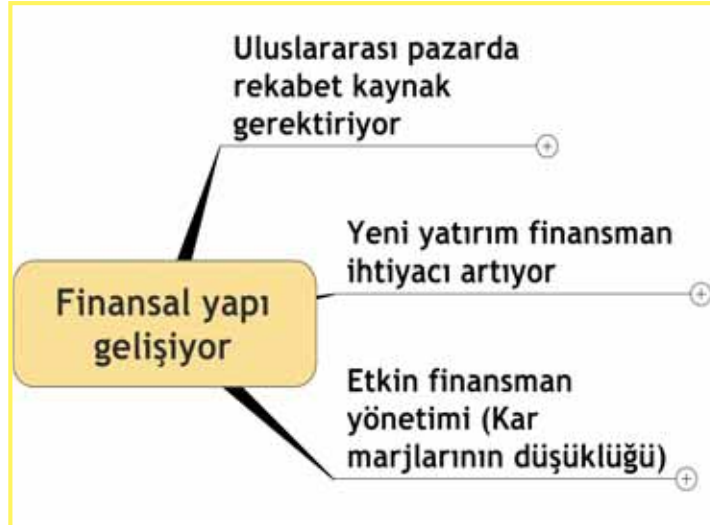 Uluslararası pazarda
rekabet kaynak
gerektiriyor
Yeni yatırım finansman
ihtiyacı artıyor
Finansal yapı
gelişiyor
Etkin finansman
yönetimi (Kar
marjlarının düşüklüğü)